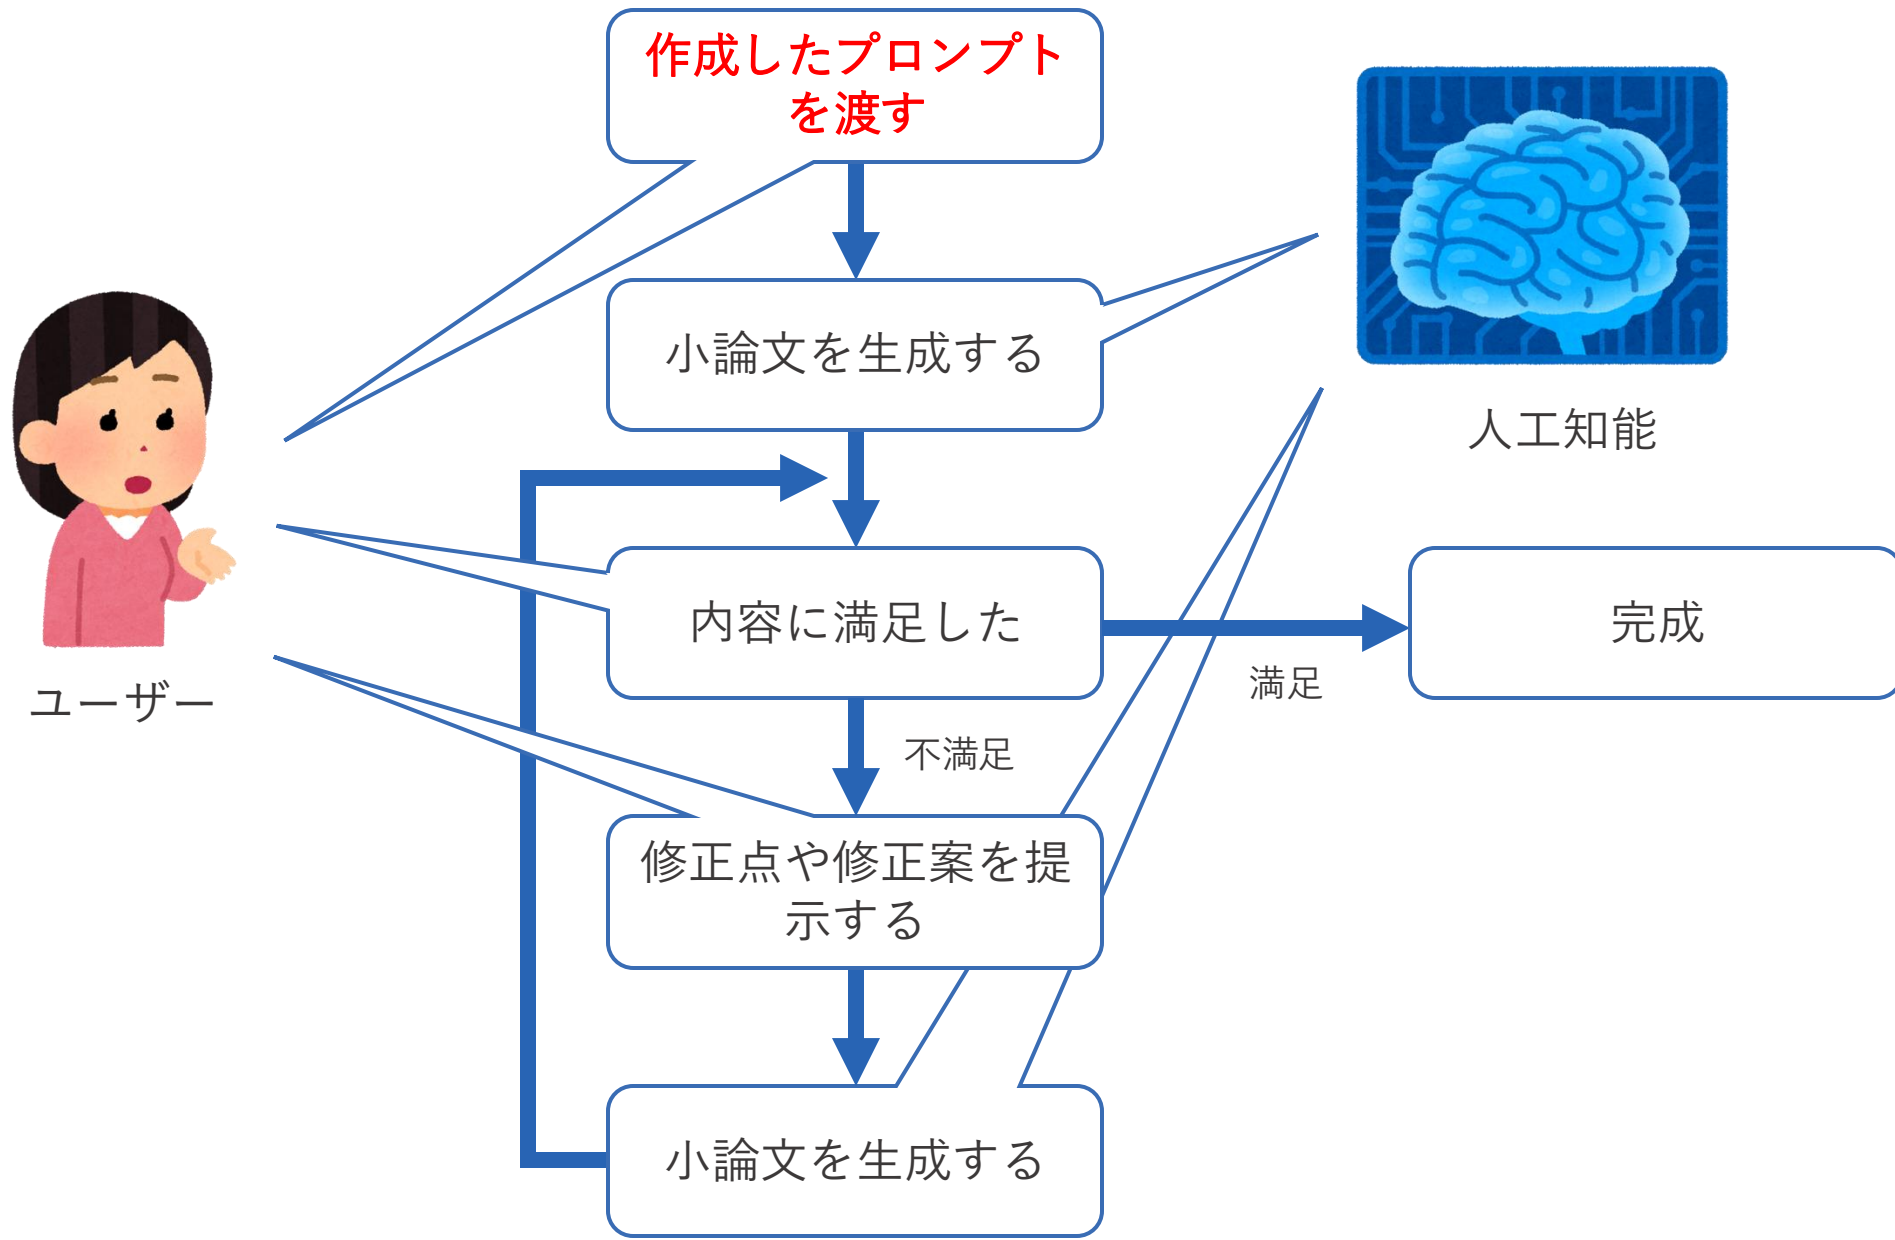 作成したプロンプト
を渡す
小論文を生成する
人工知能
内容に満足した
完成
満足
ユーザー
不満足
修正点や修正案を提
示する
小論文を生成する